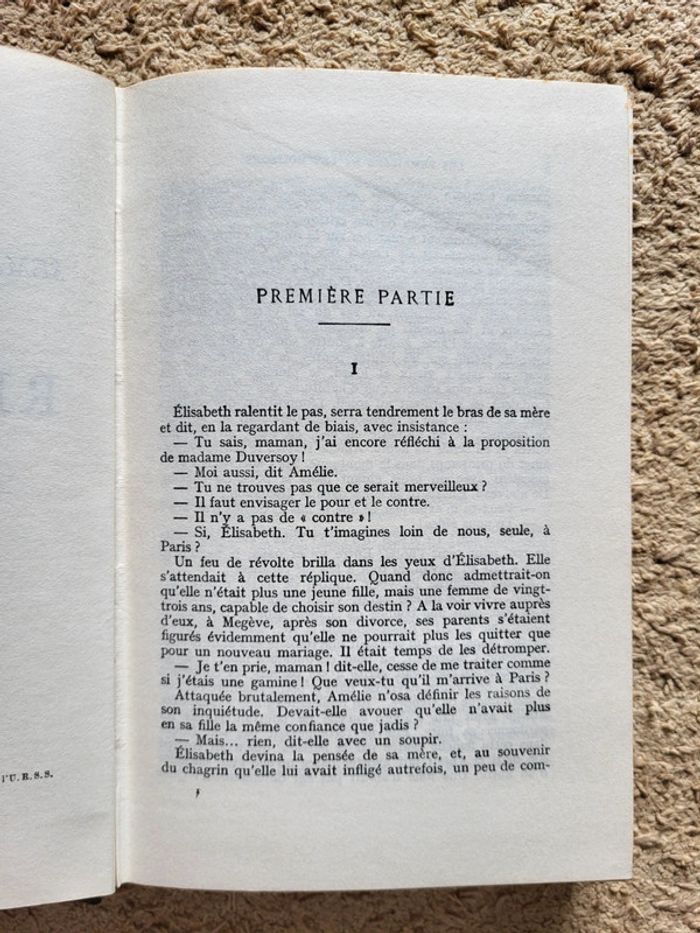 PREMIÈRE PARTIE
I
Élisabeth ralentit le pas, serra tendrement le bras de sa mère
et dit, en la regardant de biais, avec insistance :
— Tu sais, maman, j'ai encore réfléchi à la proposition
de madame Duversoy !
— Moi aussi, dit Amélie.
— Tu ne trouves pas que ce serait merveilleux ?
— Il faut envisager le pour et le contre.
— Il n'y a pas de « contre » !
— Si, Élisabeth. Tu t'imagines loin de nous, seule, à
Paris ?
Un feu de révolte brilla dans les yeux d'Élisabeth. Elle
s'attendait à cette réplique. Quand donc admettrait-on
qu'elle n'était plus une jeune fille, mais une femme de vingt-
trois ans, capable de choisir son destin ? A la voir vivre auprès
d'eux, à Megève, après son divorce, ses parents s'étaient
figurés évidemment qu'elle ne pourrait plus les quitter que
pour un nouveau mariage. Il était temps de les détromper.
— Je t'en prie, maman ! dit-elle, cesse de me traiter comme
si j'étais une gamine ! Que veux-tu qu'il m'arrive à Paris ?
Attaquée brutalement, Amélie n'osa définir les raisons de
son inquiétude. Devait-elle avouer qu'elle n'avait plus
en sa fille la même confiance que jadis ?
— Mais... rien, dit-elle avec un soupir.
Élisabeth devina la pensée de sa mère, et, au souvenir
du chagrin qu'elle lui avait infligé autrefois, un peu de com-
l'U.R.S.S.